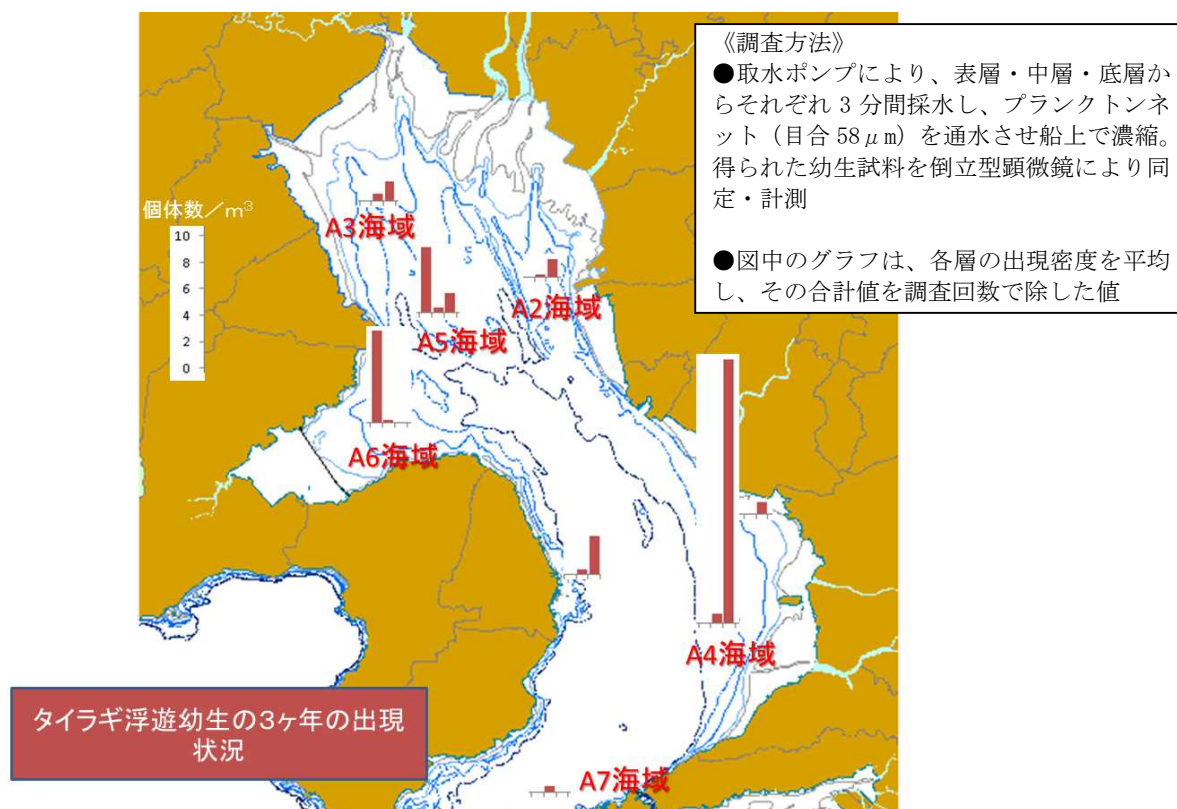 《調査方法》
●取水ポンプにより、表層・中層・底層か
らそれぞれ 3 分間採水し、プランクトンネ
ット（目合 58μm）を通水させ船上で濃縮。
得られた幼生試料を倒立型顕微鏡により同
定・計測
●図中のグラフは、各層の出現密度を平均
し、その合計値を調査回数で除した値
個体数／m³
10
8
6
4
2
0
A3海域
A2海域
A5海域
A6海域
A4海域
A7海域
タイラギ浮遊幼生の3ヶ年の出現
状況